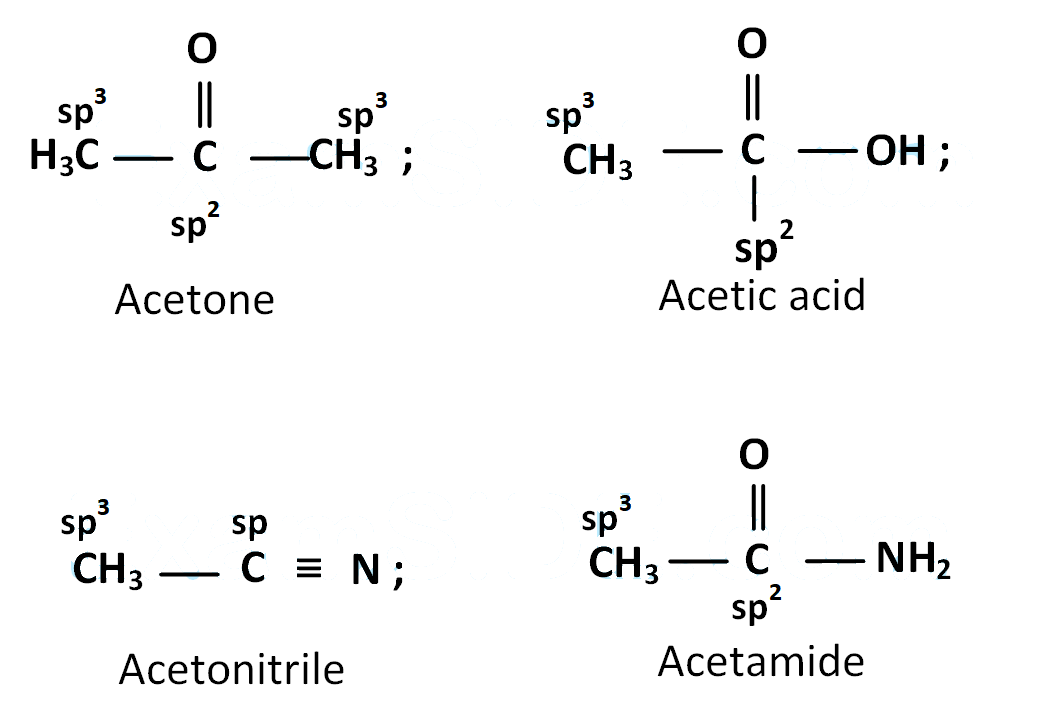 O
sp³ sp³
H₃C — C — CH₃ ;
sp²
Acetone
O
sp³
CH₃ — C — OH ;
sp²
Acetic acid
sp³ sp
CH₃ — C ≡ N ;
Acetonitrile
O
sp³
CH₃ — C — NH₂
sp²
Acetamide